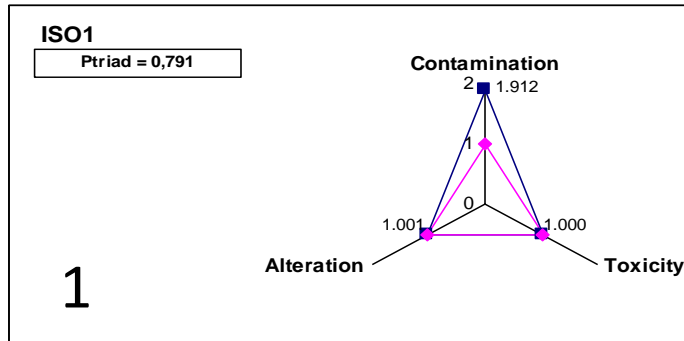 ISO1
Ptriad = 0,791
Contamination
2
1.912
1
0
1.001
1.000
Alteration
Toxicity
1